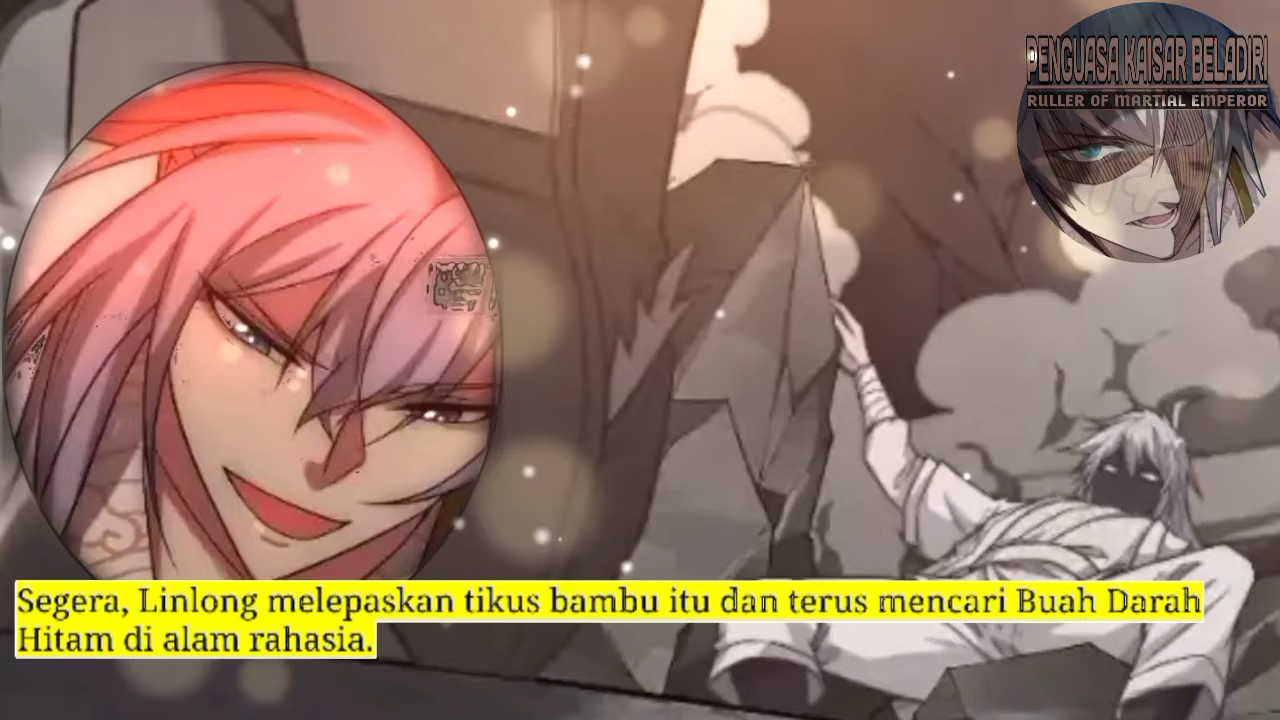 PENGUASA KAISAR BELADIRI
RULLER OF MARTIAL EMPEROR
Segera, Linlong melepaskan tikus bambu itu dan terus mencari Buah Darah
Hitam di alam rahasia.